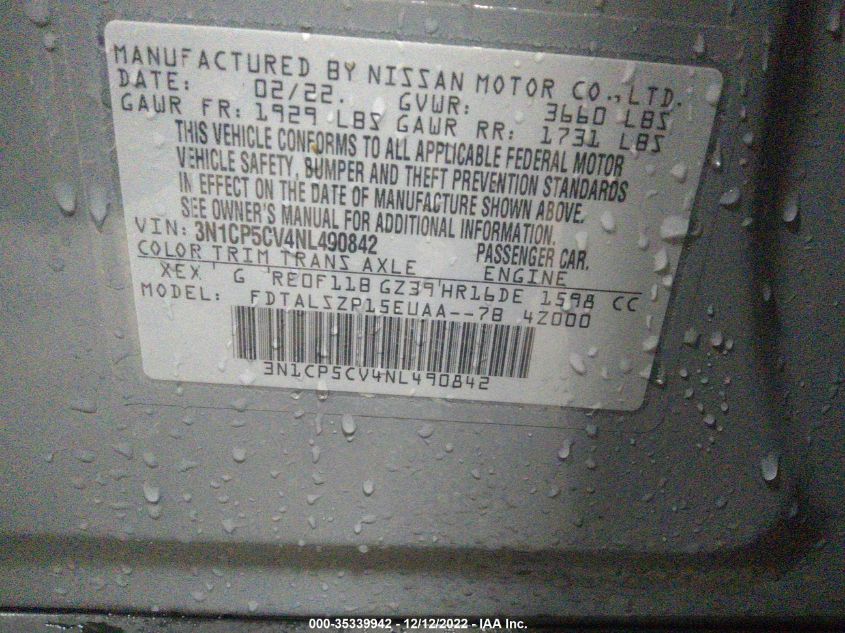 MANUFACTURED BY NISSAN MOTOR CO., LTD.
DATE: 02/22. GVWR: 3660 LBS
GAWR FR: 1929 LBS GAWR RR: 1731 LBS
THIS VEHICLE CONFORMS TO ALL APPLICABLE FEDERAL MOTOR
VEHICLE SAFETY, BUMPER AND THEFT PREVENTION STANDARDS
IN EFFECT ON THE DATE OF MANUFACTURE SHOWN ABOVE.
SEE OWNER'S MANUAL FOR ADDITIONAL INFORMATION.
VIN: 3N1CP5CV4NL490842 PASSENGER CAR.
COLOR TRIM TRANS AXLE ENGINE
XEX G RE0F11B GZ39 HR16DE 1598 CC
MODEL: FDTALSZP15EUAA--7B 4Z000
3N1CP5CV4NL490842
000-35339942 - 12/12/2022 - IAA Inc.